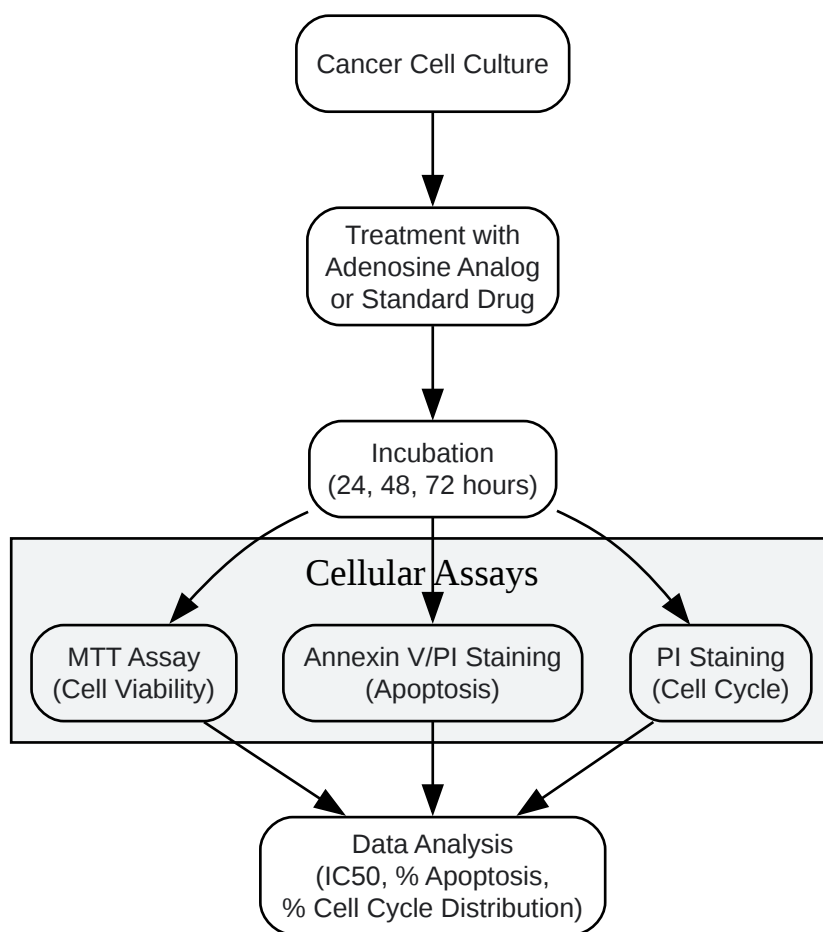 Cancer Cell Culture
Treatment with
Adenosine Analog
or Standard Drug
Incubation
(24, 48, 72 hours)
Cellular Assays
MTT Assay
(Cell Viability)
Annexin V/PI Staining
(Apoptosis)
PI Staining
(Cell Cycle)
Data Analysis
(IC50, % Apoptosis,
% Cell Cycle Distribution)